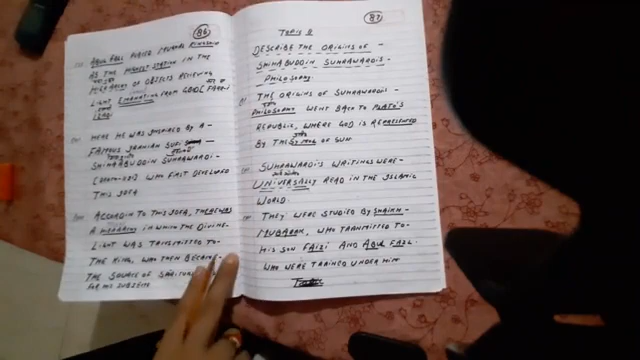 86
ABUL FAZL PLACED MUGHAL KINGSHIP
AS THE HIGHEST STATION IN THE
HIERARCHY OF OBJECTS RECEIVING
LIGHT EMANATING FROM GOD (FARR-I
IZADI
HERE HE WAS INSPIRED BY A-
FAMOUS IRANIAN SUFI
SHIHABUDDIN SUHRAWARDI-
WHO FIRST DEVELOPED
THIS IDEA
ACCORDIN TO THIS IDEA, THERE WAS
A HIERARCHY IN WHICH THE DIVINE-
LIGHT WAS TRANSMITTED TO-
THE KING, WHO THEN BECAME-
THE SOURCE OF SPIRITUAL
FOR HIS SUBJECTS
87
TOPIC 8
DESCRIBE THE ORIGINS OF -
SHIHABUDDIN SUHRAWARDI-
PHILOSOPHY
THE ORIGINS OF SUHRAWARDI-
PHILOSOPHY WENT BACK TO PLATO'S
REPUBLIC, WHERE GOD IS REPRESENTED
BY THE SYMBOL OF SUN
SUHRAWARDI'S WRITINGS WERE-
UNIVERSALLY READ IN THE ISLAMIC
WORLD
THEY WERE STUDIED BY SHAIKH-
MUBARAK, WHO TRANSMITTED TO-
HIS SON FAIZI AND ABUL FAZL
WHO WERE TRAINED UNDER HIM